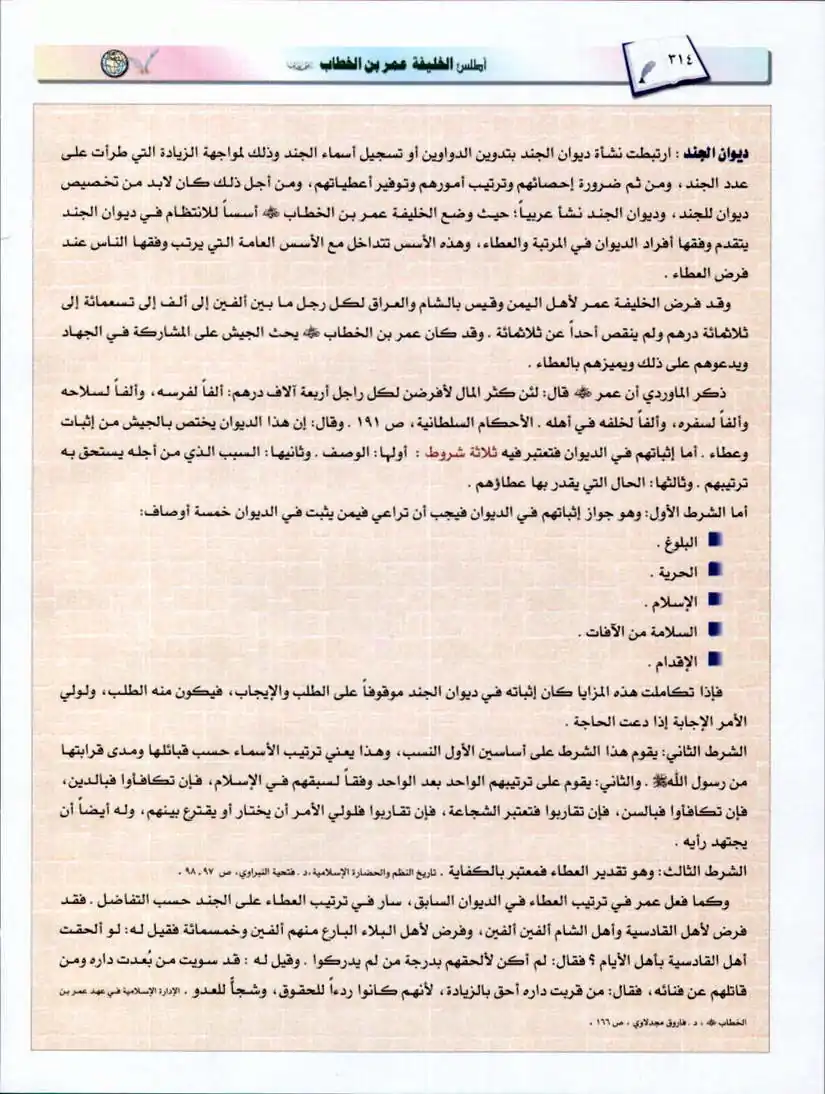 ٣١٤
أطلس الخليفة عمر بن الخطاب
ديوان الجند : ارتبطت نشأة ديوان الجند بتدوين الدواوين أو تسجيل أسماء الجند وذلك لمواجهة الزيادة التي طرأت على
عدد الجند ، ومن ثم ضرورة إحصائهم وترتيب أمورهم وتوفير أعطياتهم، ومن أجل ذلك كان لابد من تخصيص
ديوان للجند ، وديوان الجند نشأ عربياً؛ حيث وضع الخليفة عمر بن الخطاب رضي الله عنه أسساً للانتظام في ديوان الجند
يتقدم وفقها أفراد الديوان في المرتبة والعطاء، وهذه الأسس تتداخل مع الأسس العامة التي يرتب وفقها الناس عند
فرض العطاء .
وقد فرض الخليفة عمر لأهل اليمن وقيس بالشام والعراق لكل رجل ما بين ألفين إلى ألف إلى تسعمائة إلى
ثلاثمائة درهم ولم ينقص أحداً عن ثلاثمائة . وقد كان عمر بن الخطاب رضي الله عنه يحث الجيش على المشاركة في الجهاد
ويدعوهم على ذلك ويميزهم بالعطاء .
ذكر الماوردي أن عمر رضي الله عنه قال: لئن كثر المال لأفرضن لكل راجل أربعة آلاف درهم: ألفاً لفرسه، وألفاً لسلاحه
وألفاً لسفره، وألفاً لخلفه في أهله . الأحكام السلطانية، ص ١٩١ . وقال: إن هذا الديوان يختص بالجيش من إثبات
وعطاء . أما إثباتهم في الديوان فتعتبر فيه ثلاثة شروط : أولها: الوصف . وثانيها: السبب الذي من أجله يستحق به
ترتيبهم . وثالثها: الحال التي يقدر بها عطاؤهم .
أما الشرط الأول: وهو جواز إثباتهم في الديوان فيجب أن تراعي فيمن يثبت في الديوان خمسة أوصاف:
البلوغ .
الحرية .
الإسلام .
السلامة من الآفات .
الإقدام .
فإذا تكاملت هذه المزايا كان إثباته في ديوان الجند موقوفاً على الطلب والإيجاب، فيكون منه الطلب، ولولي
الأمر الإجابة إذا دعت الحاجة .
الشرط الثاني: يقوم هذا الشرط على أساسين الأول النسب، وهذا يعني ترتيب الأسماء حسب قبائلها ومدى قرابتها
من رسول الله ﷺ . والثاني: يقوم على ترتيبهم الواحد بعد الواحد وفقاً لسبقهم في الإسلام، فإن تكافأوا فبالدين،
فإن تكافأوا فبالسن، فإن تقاربوا فتعتبر الشجاعة، فإن تقاربوا فلولي الأمر أن يختار أو يقترع بينهم، وله أيضاً أن
يجتهد رأيه .
الشرط الثالث: وهو تقدير العطاء فمعتبر بالكفاية . تاريخ النظم والحضارة الإسلامية، د . فتحية النبراوي، ص ٩٧ ، ٩٨ .
وكما فعل عمر في ترتيب العطاء في الديوان السابق، سار في ترتيب العطاء على الجند حسب التفاضل . فقد
فرض لأهل القادسية وأهل الشام ألفين ألفين، وفرض لأهل البلاء البارع منهم ألفين وخمسمائة فقيل له: لو ألحقت
أهل القادسية بأهل الأيام ؟ فقال: لم أكن لألحقهم بدرجة من لم يدركوا . وقيل له : قد سويت من بُعدت داره ومن
قاتلهم عن فنائه، فقال: من قربت داره أحق بالزيادة، لأنهم كانوا ردءاً للحقوق، وشجاً للعدو . الإدارة الإسلامية في عهد عمر بن
الخطاب رضي الله عنه ، د . فاروق مجدلاوي ، ص ١٦٦ .